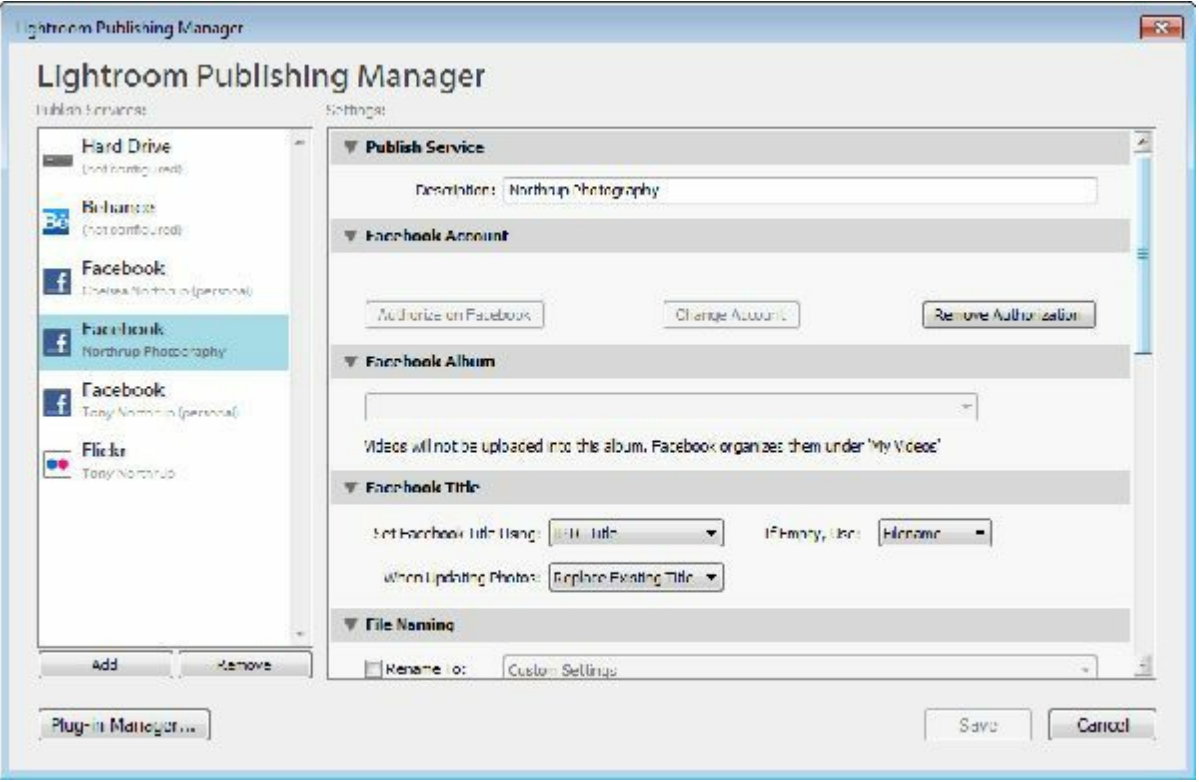 Lightroom Publishing Manager
Lightroom Publishing Manager
Publish Services:
Settings:
Hard Drive
(not configured)
Behance
(not configured)
Facebook
Chelsea Northrup (personal)
Facebook
Northrup Photography
Facebook
Tony Northrup (personal)
Flickr
Tony Northrup
Add
Remove
Publish Service
Description: Northrup Photography
Facebook Account
Authorize on Facebook
Change Account
Remove Authorization
Facebook Album
Videos will not be uploaded into this album. Facebook organizes them under 'My Videos'
Facebook Title
Set Facebook Title Using: IPTC Title
If Empty, Use: Filename
When Updating Photos: Replace Existing Title
File Naming
Rename To: Custom Settings
Plug-in Manager...
Save
Cancel